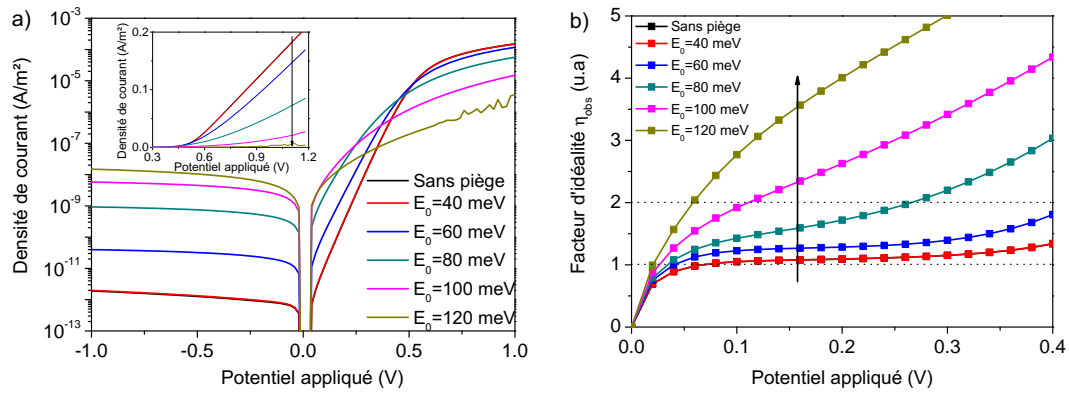 a)
Densité de courant (A/m²)
10⁻³
10⁻⁵
10⁻⁷
10⁻⁹
10⁻¹¹
10⁻¹³
-1.0
-0.5
0.0
0.5
1.0
Potentiel appliqué (V)
Densité de courant (A/m²)
0.2
0.1
0.0
0.3
0.6
0.9
1.2
Potentiel appliqué (V)
Sans piège
E₀=40 meV
E₀=60 meV
E₀=80 meV
E₀=100 meV
E₀=120 meV
b)
Facteur d'idéalité η_obs (u.a)
5
4
3
2
1
0
0.0
0.1
0.2
0.3
0.4
Potentiel appliqué (V)
Sans piège
E₀=40 meV
E₀=60 meV
E₀=80 meV
E₀=100 meV
E₀=120 meV